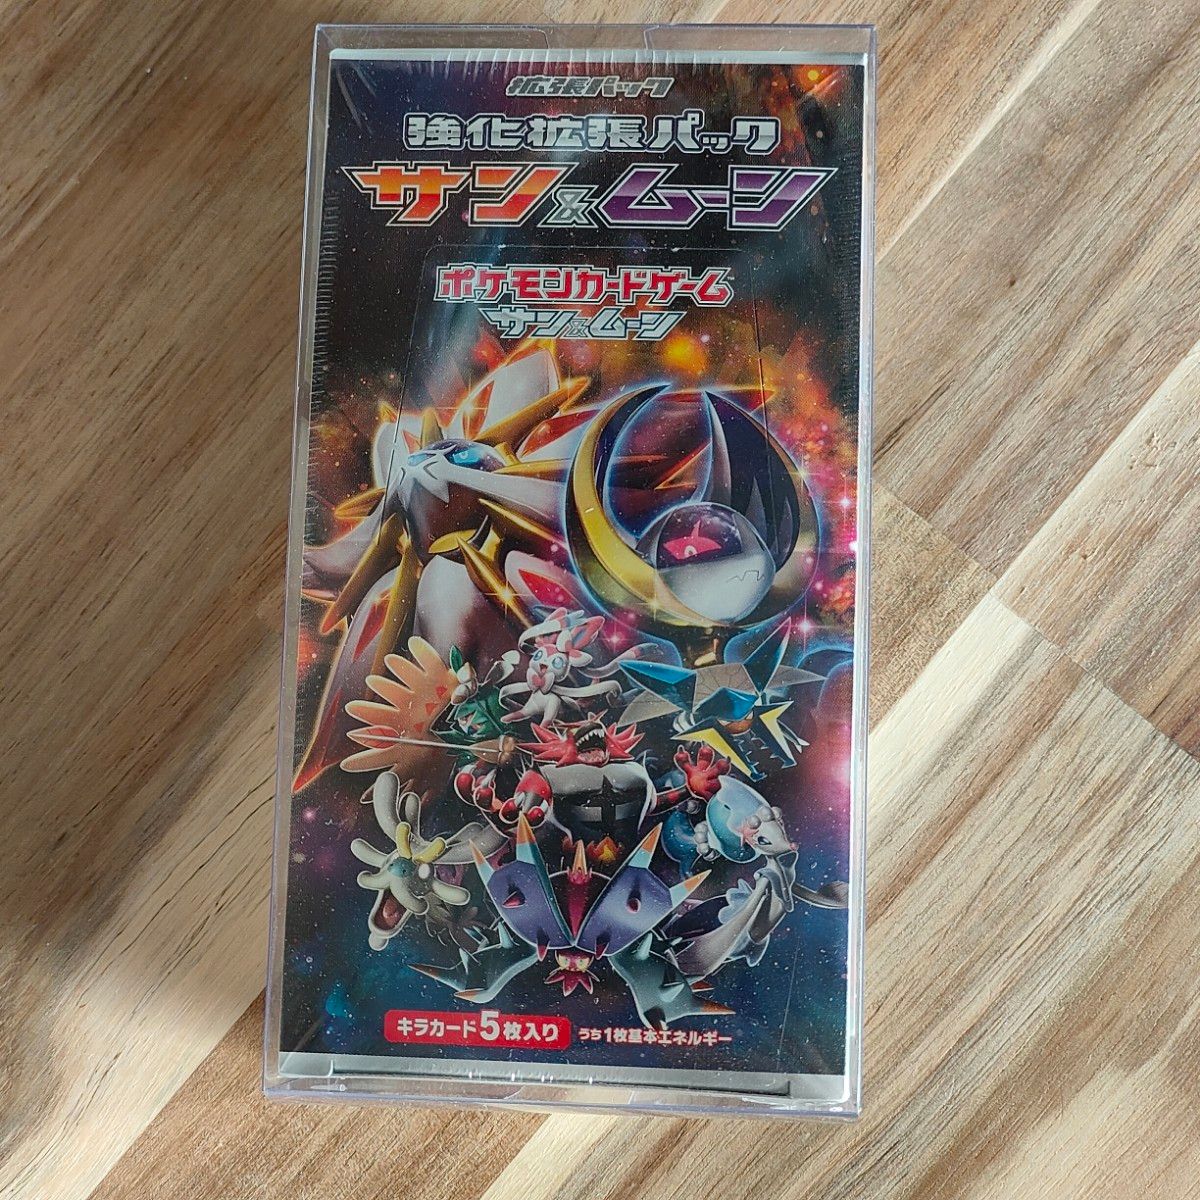 拡張パック
強化拡張パック
サン&ムーン
ポケモンカードゲーム™
サン&ムーン
キラカード5枚入り
うち1枚基本エネルギー